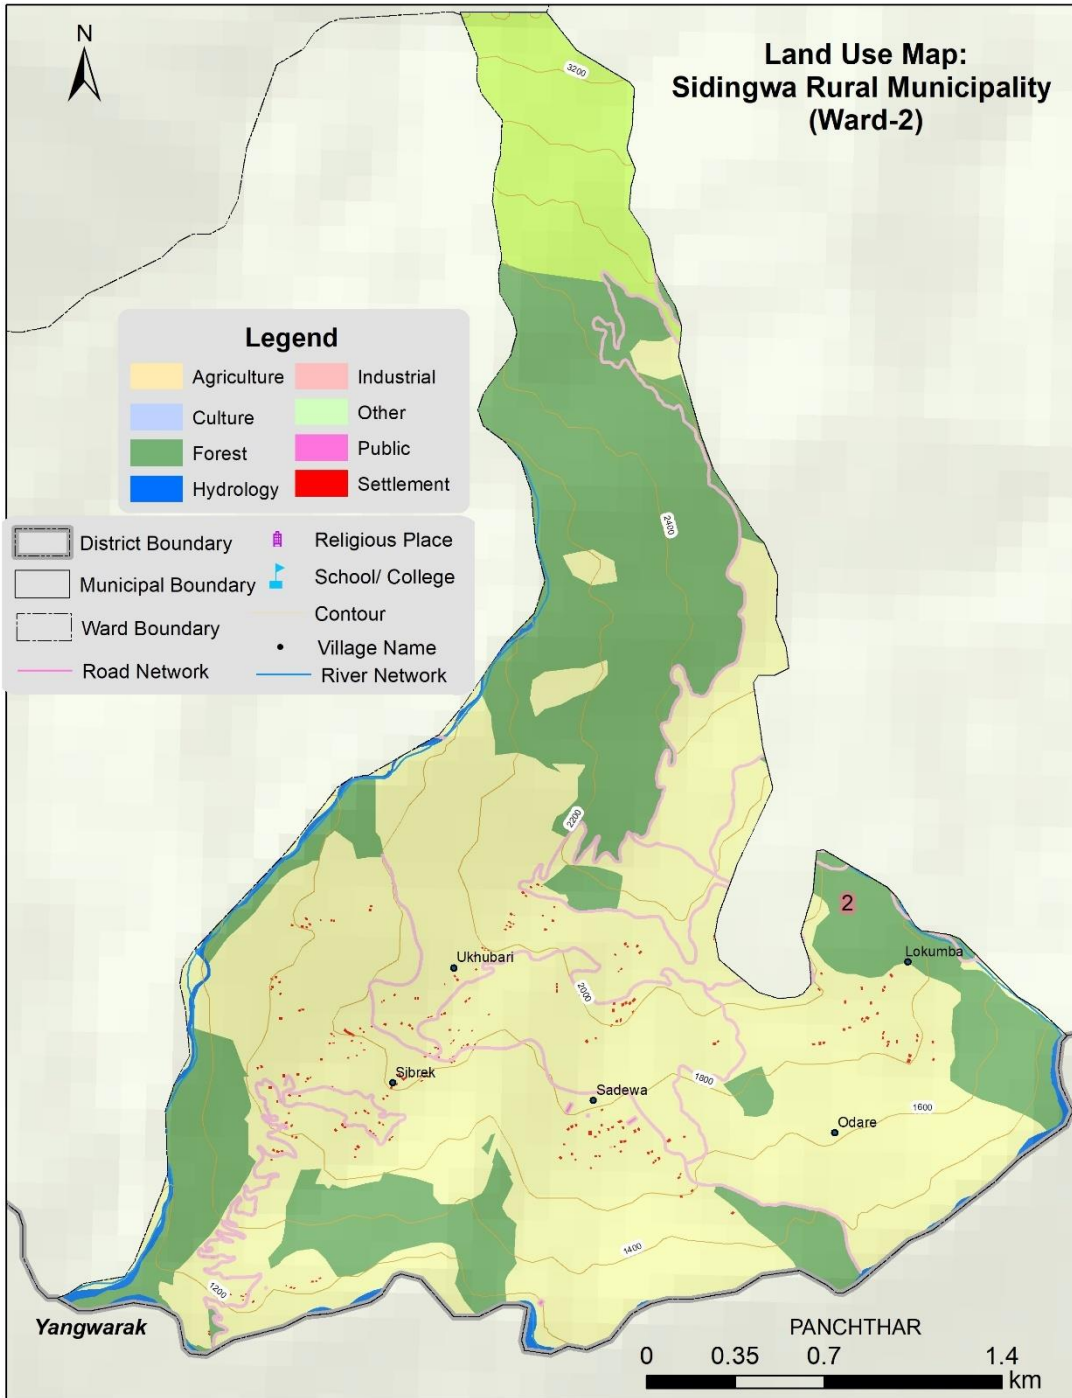 N
Land Use Map:
Sidingwa Rural Municipality
(Ward-2)
3200
Legend
Agriculture
Industrial
Culture
Other
Forest
Public
Hydrology
Settlement
District Boundary
Religious Place
Municipal Boundary
School/ College
Ward Boundary
Contour
Road Network
Village Name
River Network
2400
2200
2
Lokumba
Ukhubari
2000
Sibrek
1800
Sadewa
1600
Odare
1400
1200
Yangwarak
PANCHTHAR
0 0.35 0.7 1.4
km